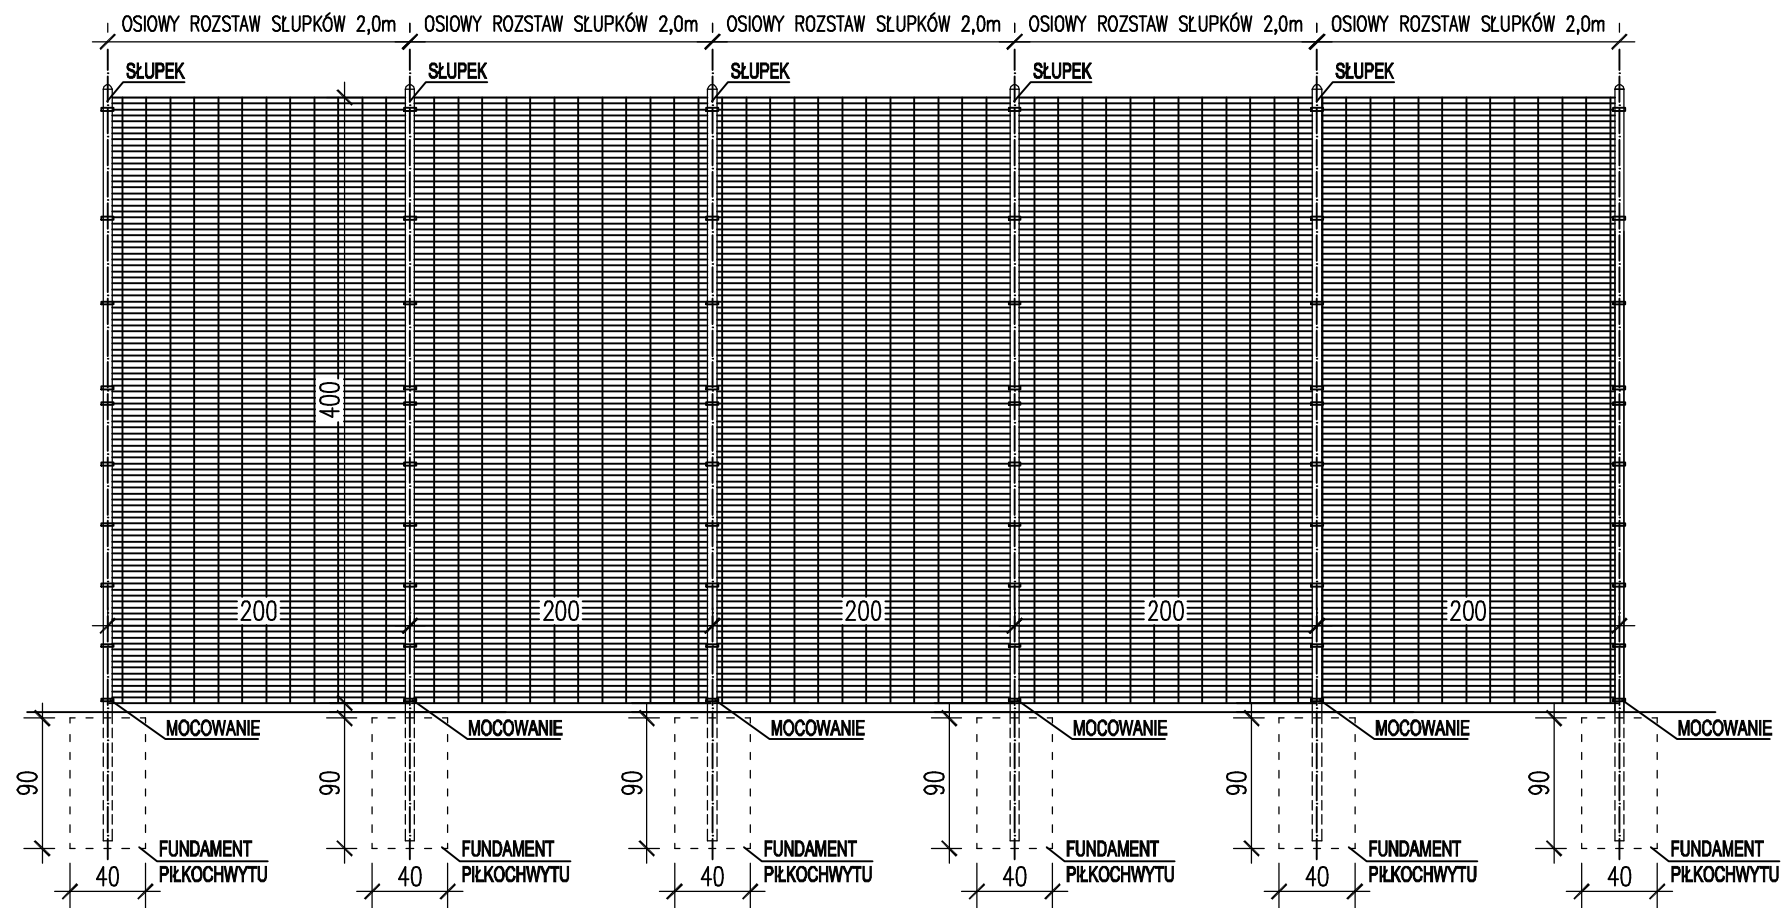 OSIOWY ROZSTAW SŁUPKÓW 2,0m OSIOWY ROZSTAW SŁUPKÓW 2,0m OSIOWY ROZSTAW SŁUPKÓW 2,0m OSIOWY ROZSTAW SŁUPKÓW 2,0m OSIOWY ROZSTAW SŁUPKÓW 2,0m
SŁUPEK SŁUPEK SŁUPEK SŁUPEK SŁUPEK
400
200 200 200 200 200
MOCOWANIE MOCOWANIE MOCOWANIE MOCOWANIE MOCOWANIE MOCOWANIE
90 90 90 90 90 90
FUNDAMENT FUNDAMENT FUNDAMENT FUNDAMENT FUNDAMENT FUNDAMENT
40 PIŁKOCHWYTU 40 PIŁKOCHWYTU 40 PIŁKOCHWYTU 40 PIŁKOCHWYTU 40 PIŁKOCHWYTU 40 PIŁKOCHWYTU